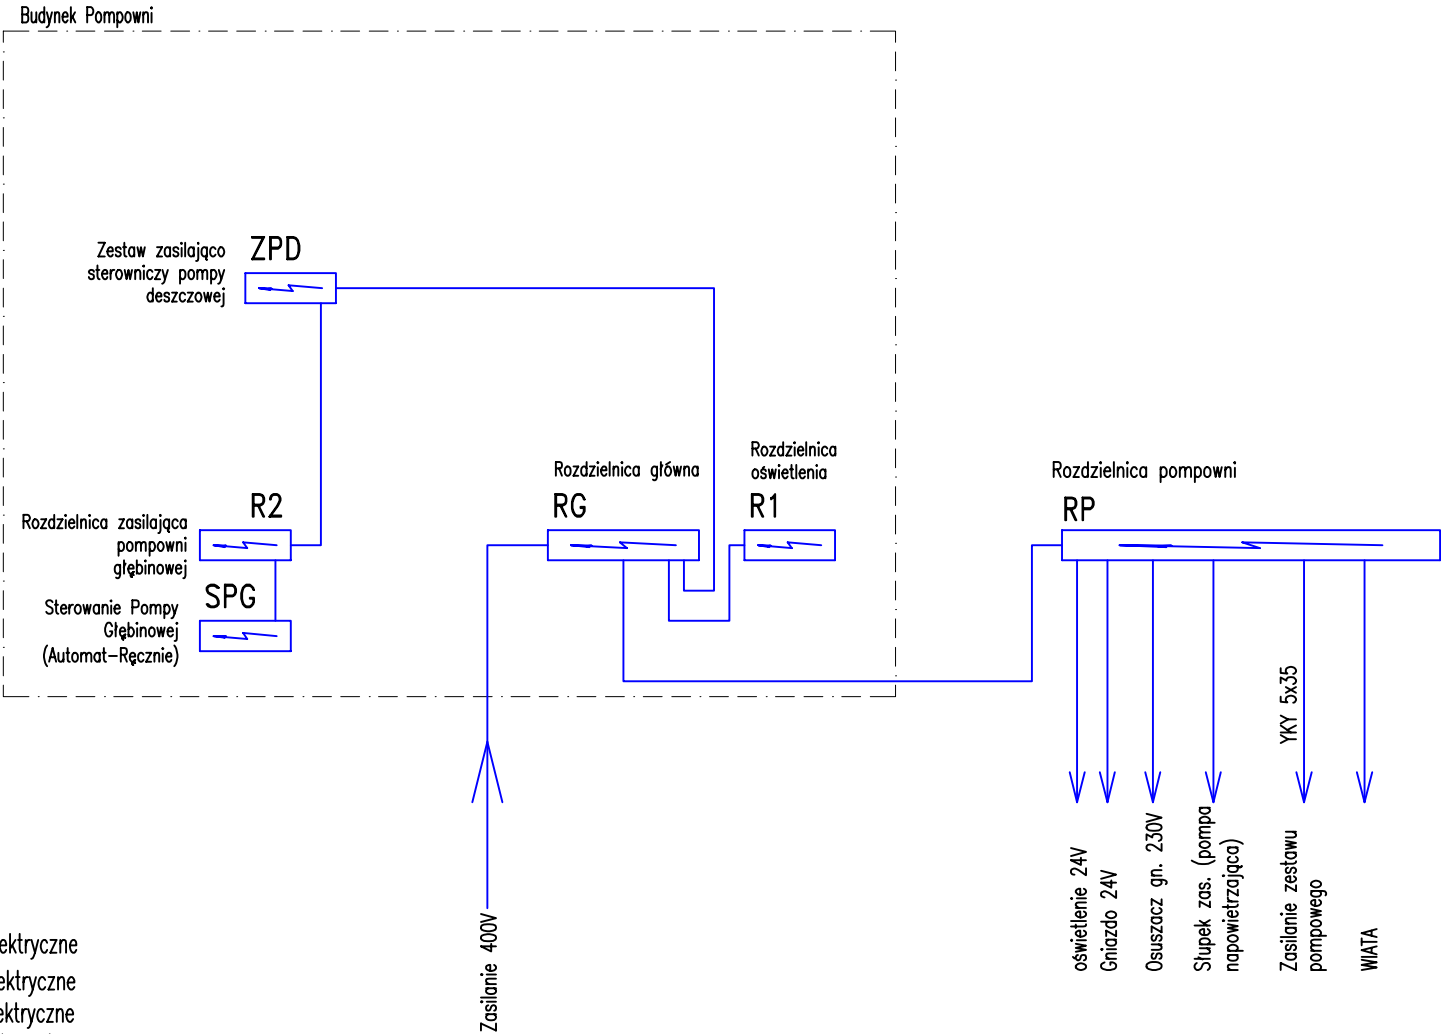 Budynek Pompowni
Zestaw zasilająco
sterowniczy pompy
deszczowej
ZPD
Rozdzielnica zasilająca
pompowni
głębinowej
R2
Sterowanie Pompy
Głębinowej
(Automat-Ręcznie)
SPG
Rozdzielnica główna
RG
Rozdzielnica
oświetlenia
R1
Rozdzielnica pompowni
RP
Zasilanie 400V
oświetlenie 24V
Gniazdo 24V
Osuszacz gn. 230V
Słupek zas. (pompa
napowietrzająca)
YKY 5x35
Zasilanie zestawu
pompowego
WIATA
ektryczne
ektryczne
ektryczne